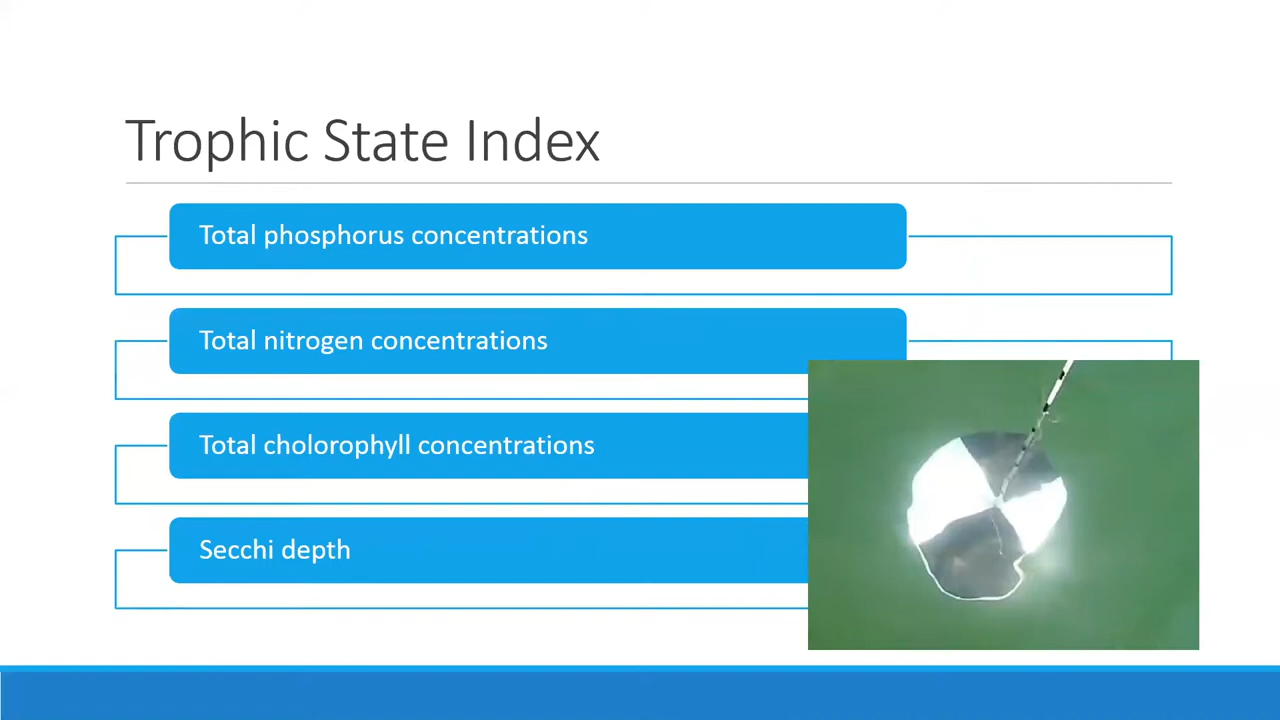 Trophic State Index
Total phosphorus concentrations
Total nitrogen concentrations
Total cholorophyll concentrations
Secchi depth